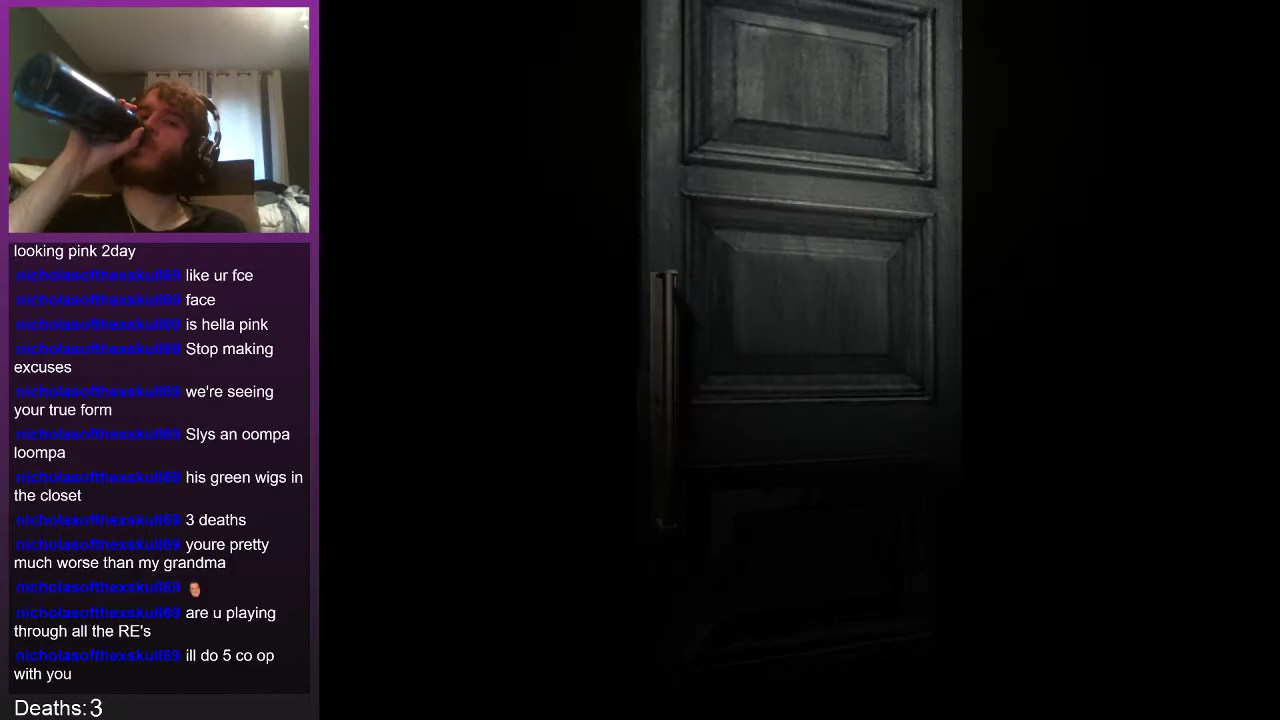 looking pink 2day
nicholasofthexskull69 like ur fce
nicholasofthexskull69 face
nicholasofthexskull69 is hella pink
nicholasofthexskull69 Stop making
excuses
nicholasofthexskull69 we're seeing
your true form
nicholasofthexskull69 Slys an oompa
loompa
nicholasofthexskull69 his green wigs in
the closet
nicholasofthexskull69 3 deaths
nicholasofthexskull69 youre pretty
much worse than my grandma
nicholasofthexskull69
nicholasofthexskull69 are u playing
through all the RE's
nicholasofthexskull69 ill do 5 co op
with you
Deaths: 3